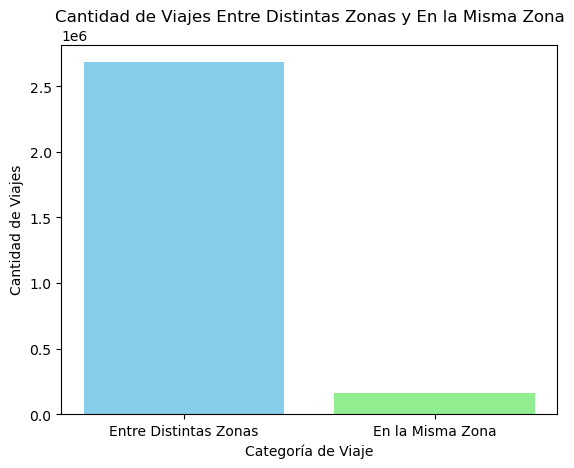 Cantidad de Viajes Entre Distintas Zonas y En la Misma Zona
1e6
2.5
2.0
1.5
1.0
0.5
0.0
Cantidad de Viajes
Entre Distintas Zonas
En la Misma Zona
Categoría de Viaje